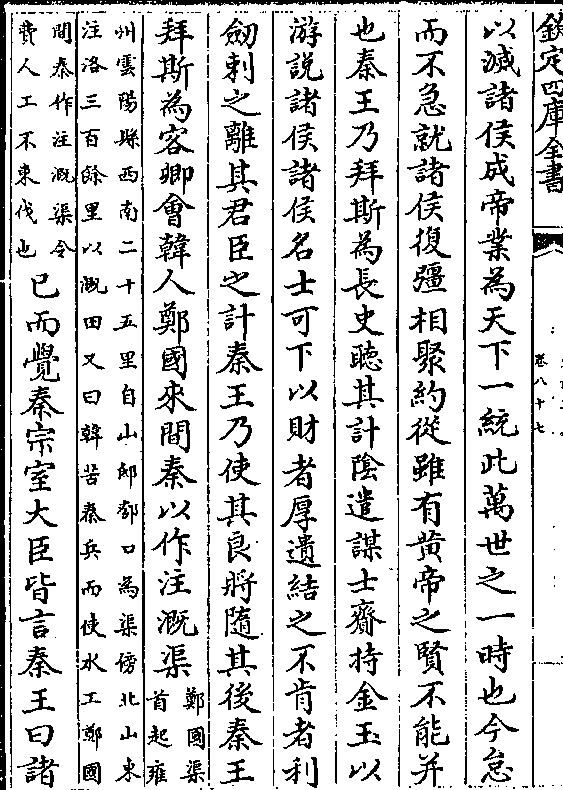 欽定四庫全書
卷八十七
以滅諸侯成帝業為天下一統此萬世之一時也今怠
而不急就諸侯復彊相聚約從雖有黄帝之賢不能并
也秦王乃拜斯為長史聽其計陰遣謀士齎持金玉以
游說諸侯諸侯名士可下以財者厚遺結之不肯者利
劒刺之離其君臣之計秦王乃使其良將隨其後秦王
拜斯為客卿會韓人鄭國來間秦以作注溉渠
鄭國渠
首起雍
州雲陽縣西南二十五里自山邸口為渠傍北山東
注洛三百餘里以溉田又曰韓苦秦兵而使水工鄭國
間秦作注溉渠令
費人工不東伐也
已而覺秦宗室大臣皆言秦王曰諸